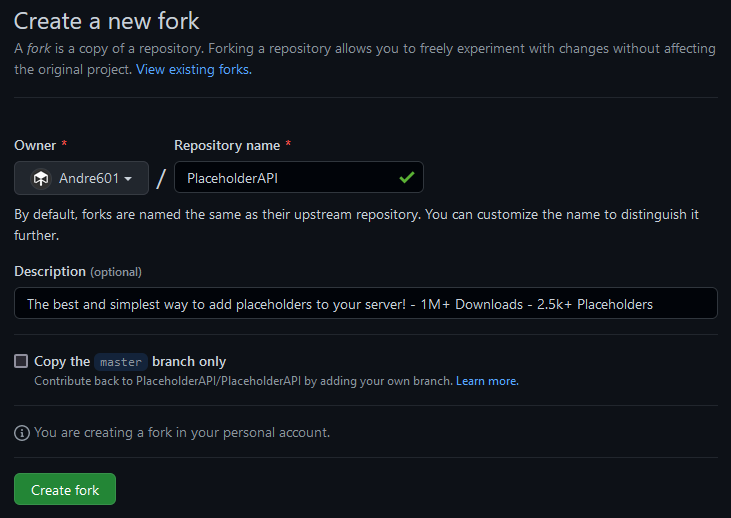 Create a new fork
A fork is a copy of a repository. Forking a repository allows you to freely experiment with changes without affecting
the original project. View existing forks.
Owner * Repository name *
Andre601 / PlaceholderAPI
By default, forks are named the same as their upstream repository. You can customize the name to distinguish it
further.
Description (optional)
The best and simplest way to add placeholders to your server! - 1M+ Downloads - 2.5k+ Placeholders
Copy the master branch only
Contribute back to PlaceholderAPI/PlaceholderAPI by adding your own branch. Learn more.
You are creating a fork in your personal account.
Create fork